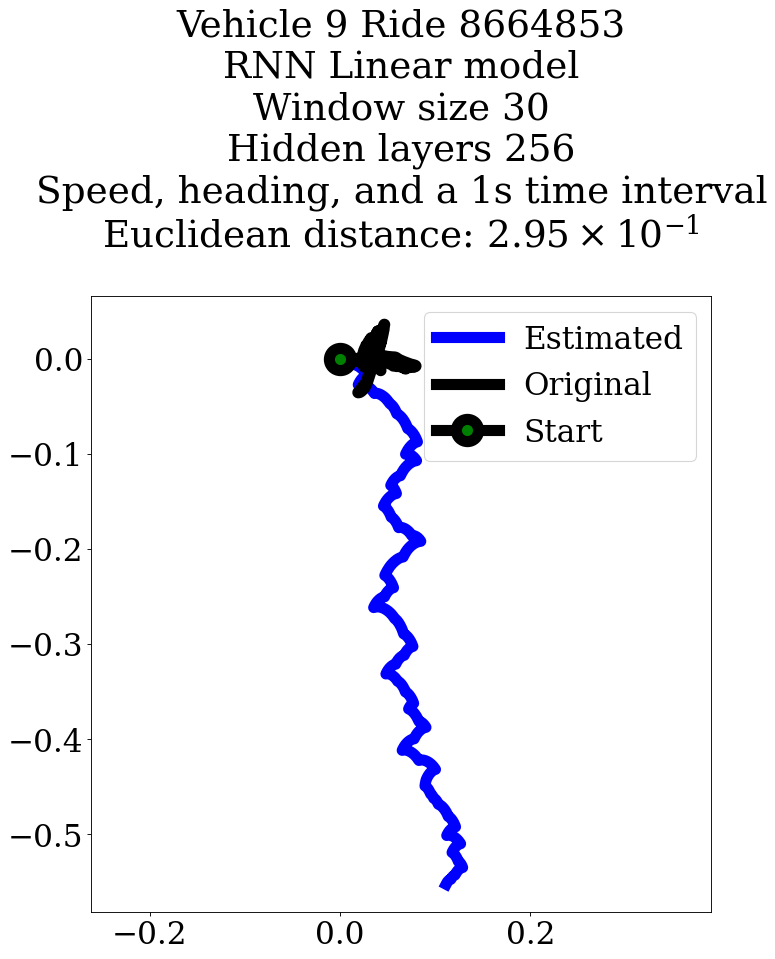 Vehicle 9 Ride 8664853
RNN Linear model
Window size 30
Hidden layers 256
Speed, heading, and a 1s time interval
Euclidean distance: 2.95 × 10⁻¹
Estimated
Original
Start
0.0
−0.1
−0.2
−0.3
−0.4
−0.5
−0.2
0.0
0.2